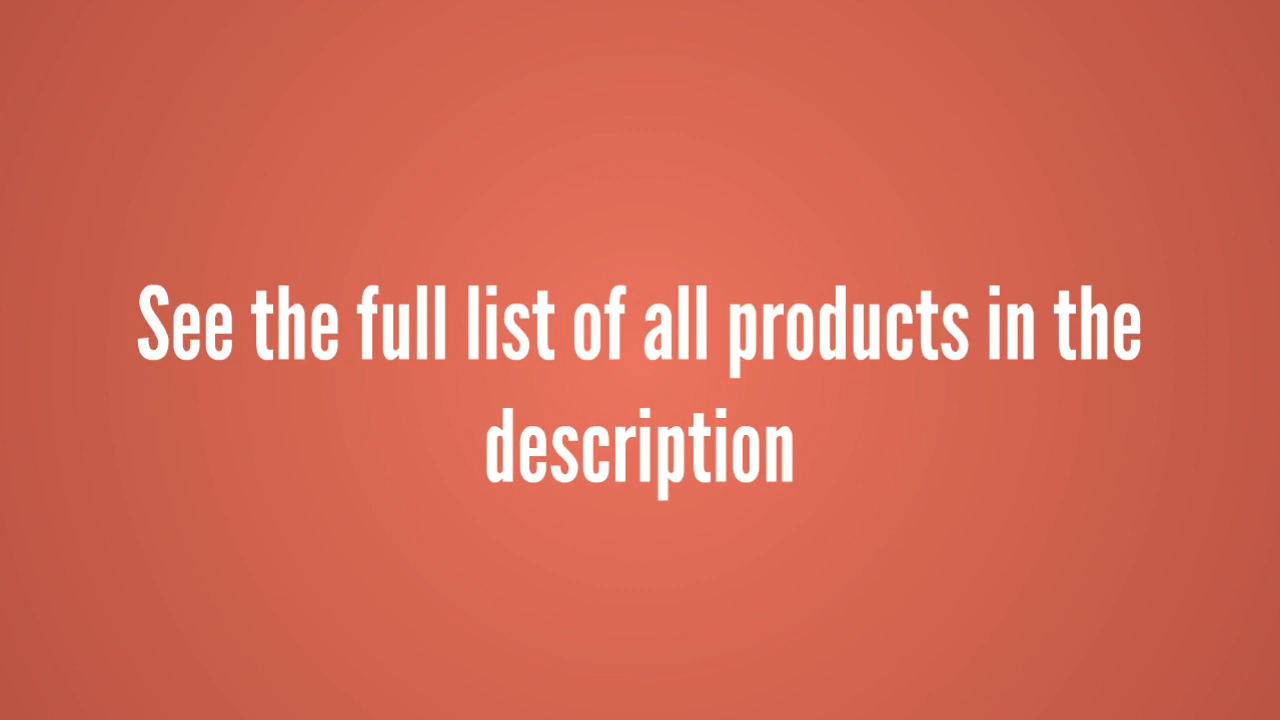 See the full list of all products in the
description